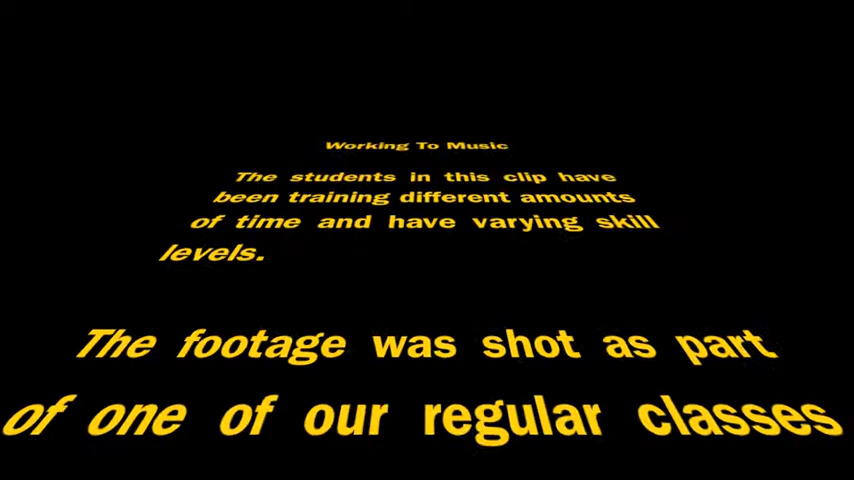 Working To Music
The students in this clip have
been training different amounts
of time and have varying skill
levels.
The footage was shot as part
of one of our regular classes